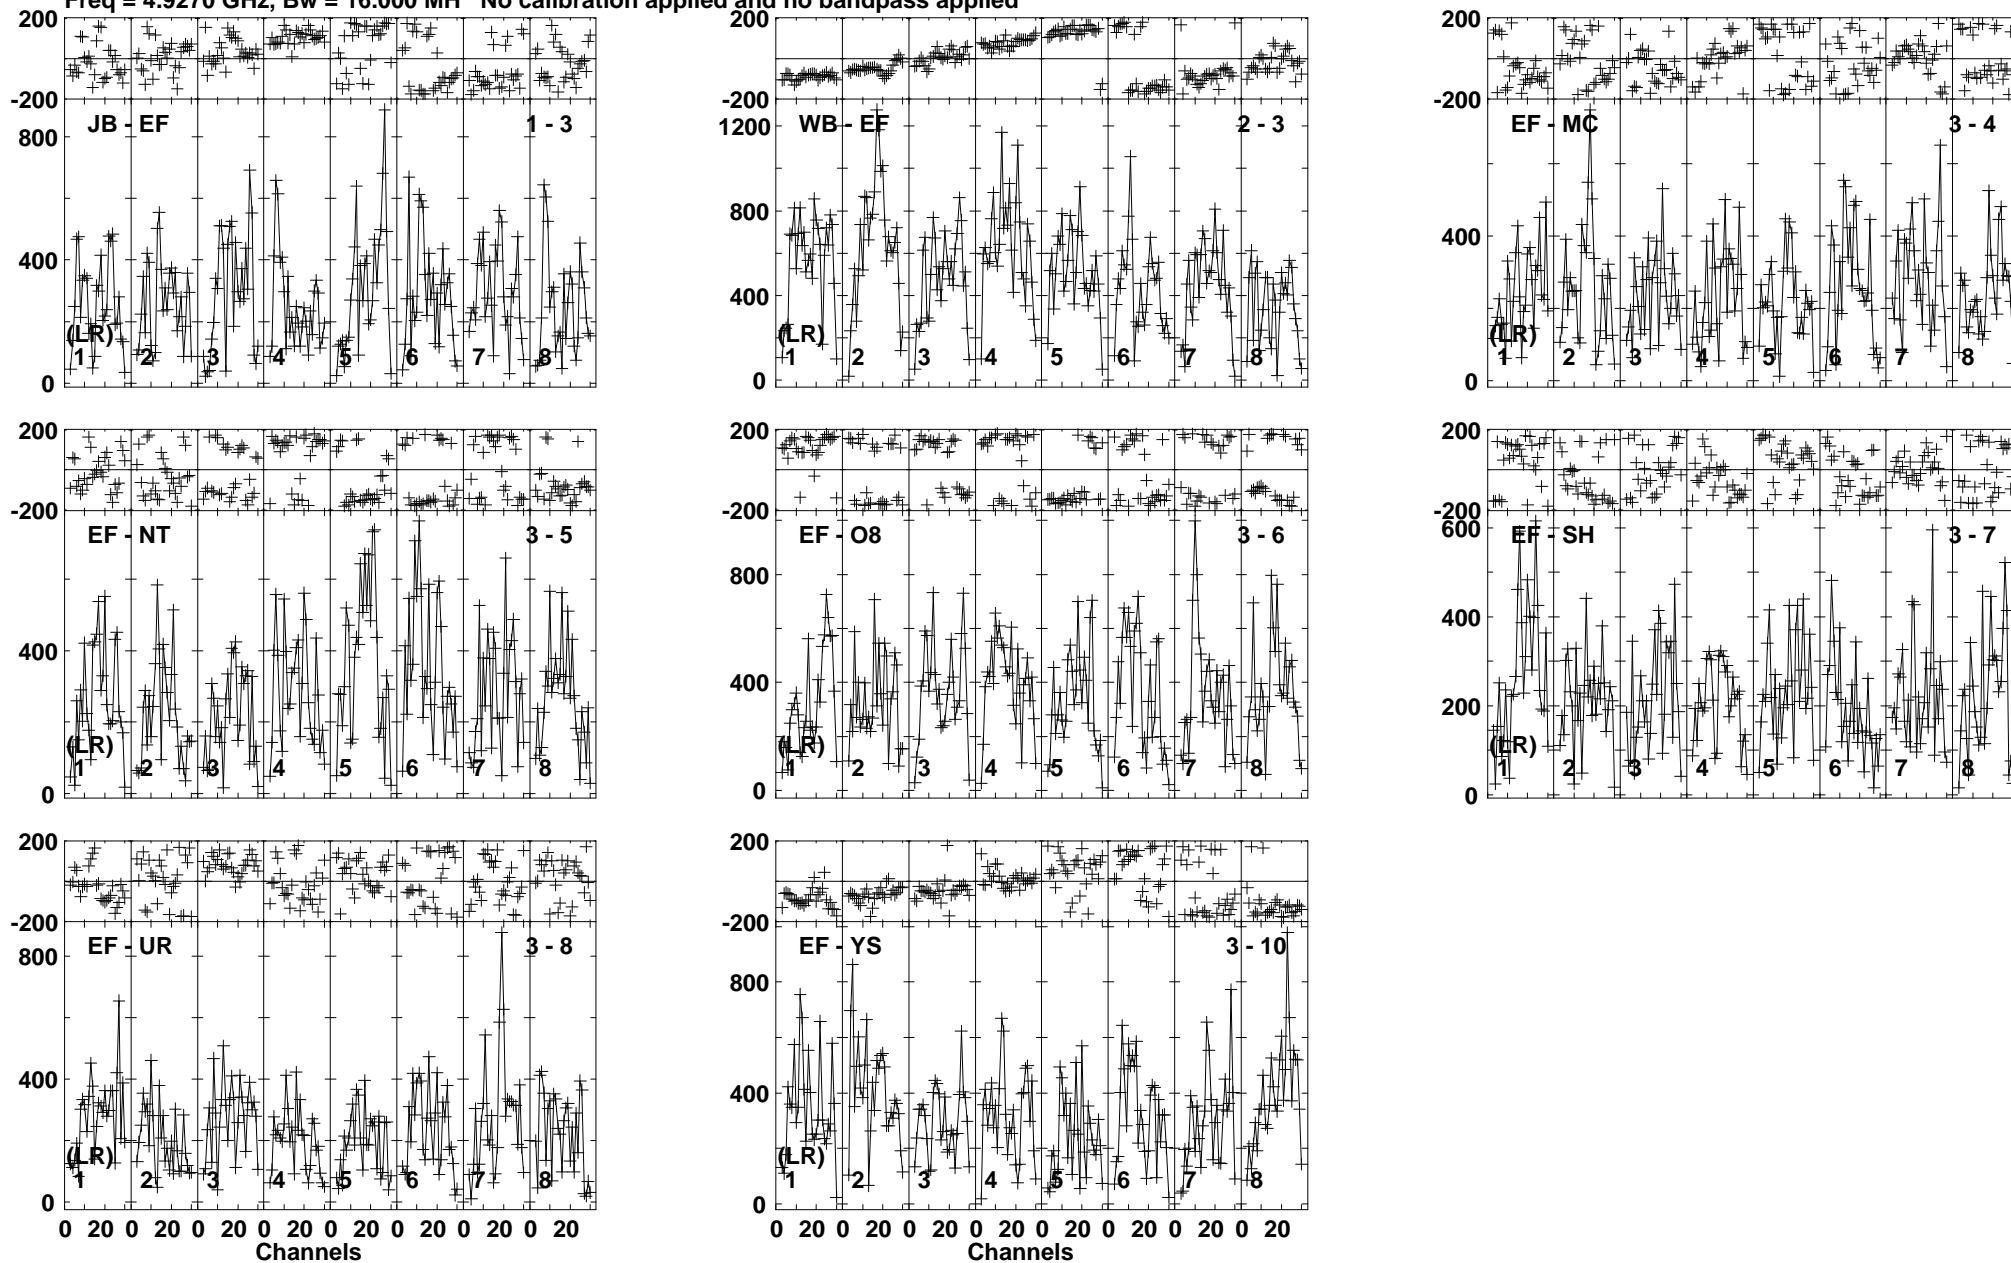 Freq = 4.9270 GHz, Bw = 16.000 MH No calibration applied and no bandpass applied
200
-200
JB - EF 1 - 3
800
400
0
(LR)
1 2 3 4 5 6 7 8
200
-200
WB - EF 2 - 3
1200
800
400
0
(LR)
1 2 3 4 5 6 7 8
200
-200
EF - MC 3 - 4
400
0
(LR)
1 2 3 4 5 6 7 8
200
-200
EF - NT 3 - 5
400
0
(LR)
1 2 3 4 5 6 7 8
200
-200
EF - O8 3 - 6
800
400
0
(LR)
1 2 3 4 5 6 7 8
200
-200
600
EF - SH 3 - 7
400
200
0
(LR)
1 2 3 4 5 6 7 8
200
-200
EF - UR 3 - 8
800
400
0
(LR)
1 2 3 4 5 6 7 8
0 20 0 20 0 20 0 20 0 20 0 20 0 20 0 20
Channels
200
-200
EF - YS 3 - 10
800
400
0
(LR)
1 2 3 4 5 6 7 8
0 20 0 20 0 20 0 20 0 20 0 20 0 20 0 20
Channels